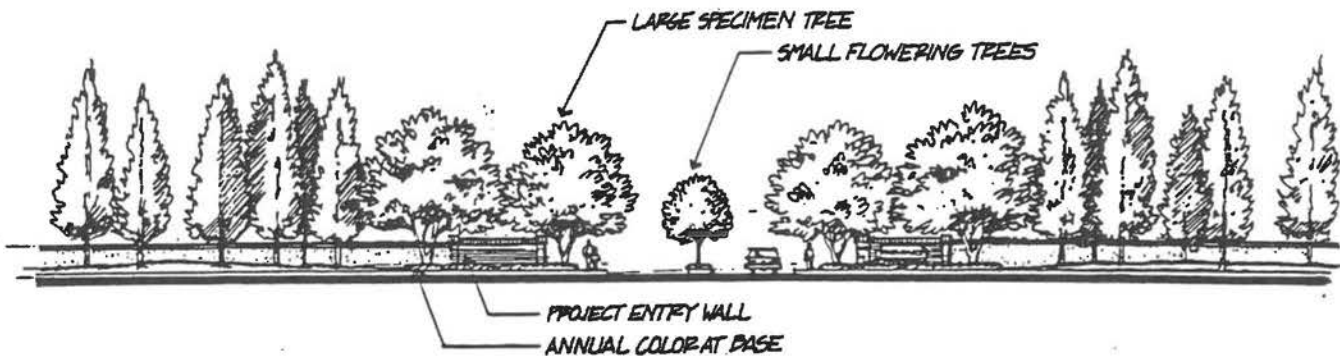 LARGE SPECIMEN TREE
SMALL FLOWERING TREES
PROJECT ENTRY WALL
ANNUAL COLOR AT BASE